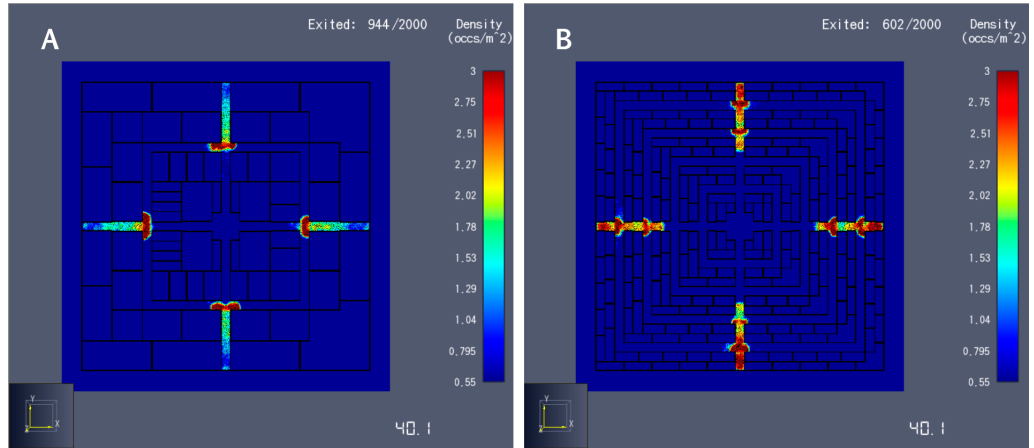 A
Exited: 944/2000
Density
(occs/m^2)
3
2.75
2.51
2.27
2.02
1.78
1.53
1.29
1.04
0.795
0.55
Y
Z
X
40.1
B
Exited: 602/2000
Density
(occs/m^2)
3
2.75
2.51
2.27
2.02
1.78
1.53
1.29
1.04
0.795
0.55
Y
Z
X
40.1